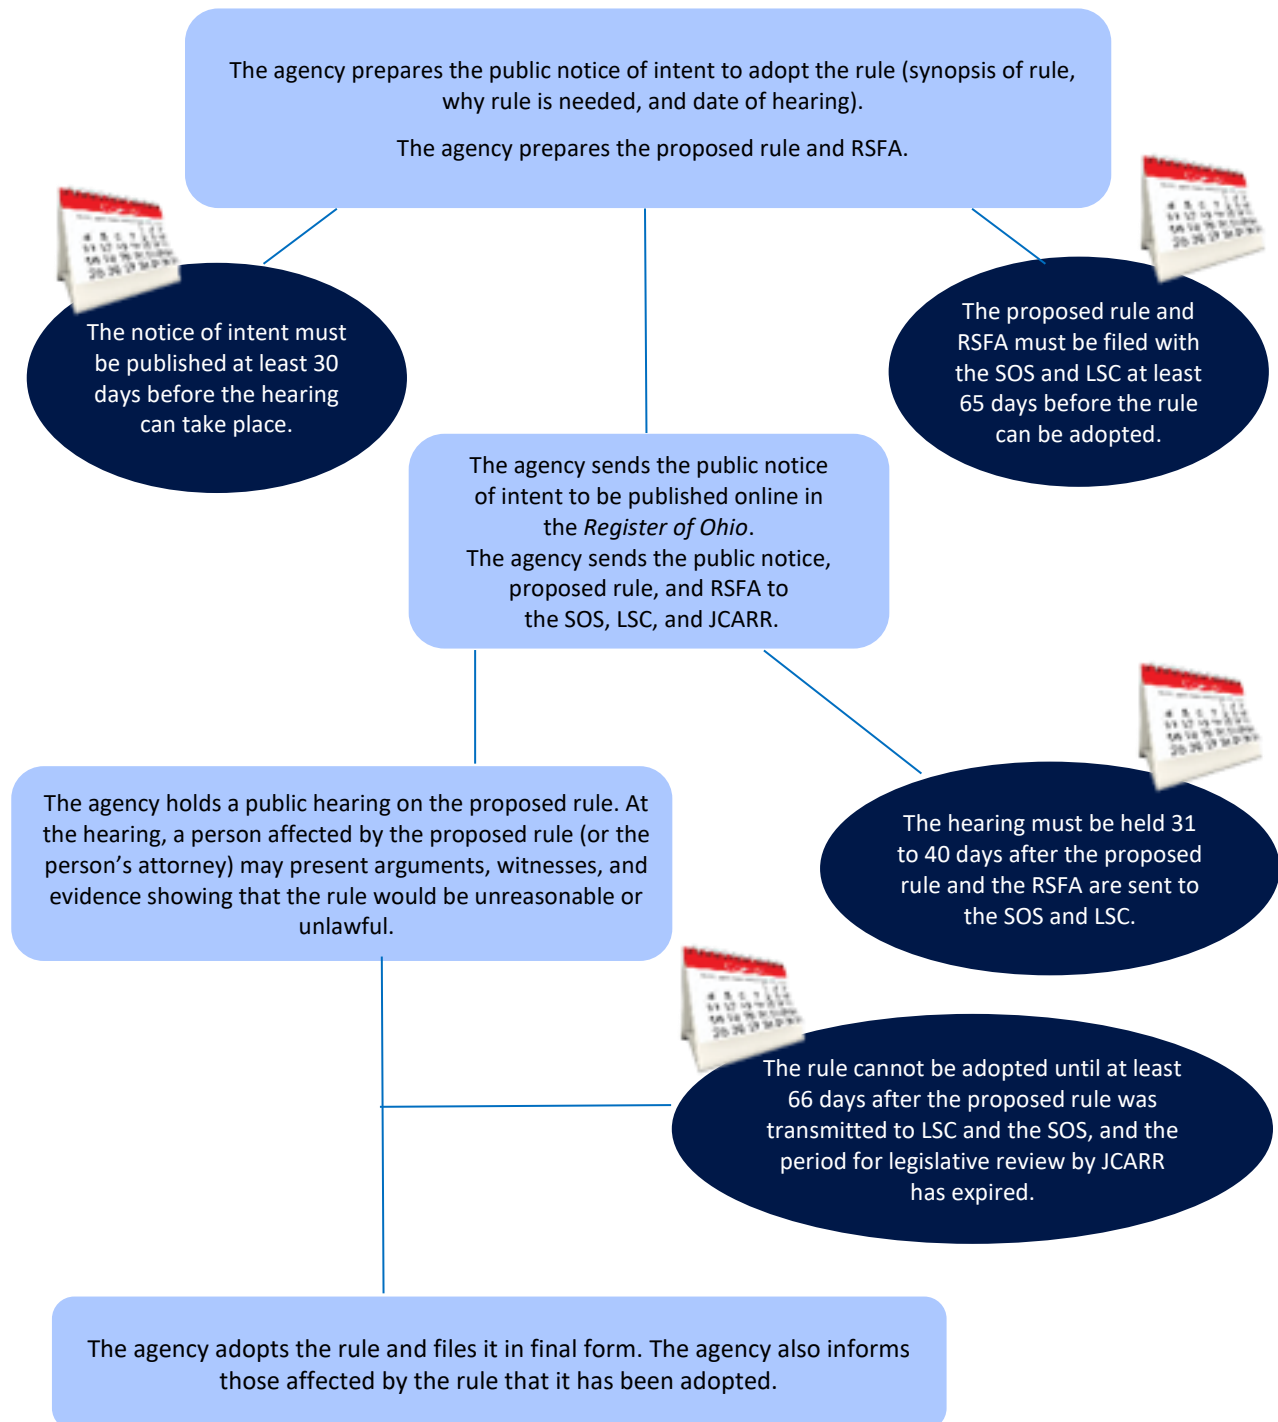 The agency prepares the public notice of intent to adopt the rule (synopsis of rule,
why rule is needed, and date of hearing).
The agency prepares the proposed rule and RSFA.
The notice of intent must
be published at least 30
days before the hearing
can take place.
The proposed rule and
RSFA must be filed with
the SOS and LSC at least
65 days before the rule
can be adopted.
The agency sends the public notice
of intent to be published online in
the Register of Ohio.
The agency sends the public notice,
proposed rule, and RSFA to
the SOS, LSC, and JCARR.
The agency holds a public hearing on the proposed rule. At
the hearing, a person affected by the proposed rule (or the
person’s attorney) may present arguments, witnesses, and
evidence showing that the rule would be unreasonable or
unlawful.
The hearing must be held 31
to 40 days after the proposed
rule and the RSFA are sent to
the SOS and LSC.
The rule cannot be adopted until at least
66 days after the proposed rule was
transmitted to LSC and the SOS, and the
period for legislative review by JCARR
has expired.
The agency adopts the rule and files it in final form. The agency also informs
those affected by the rule that it has been adopted.